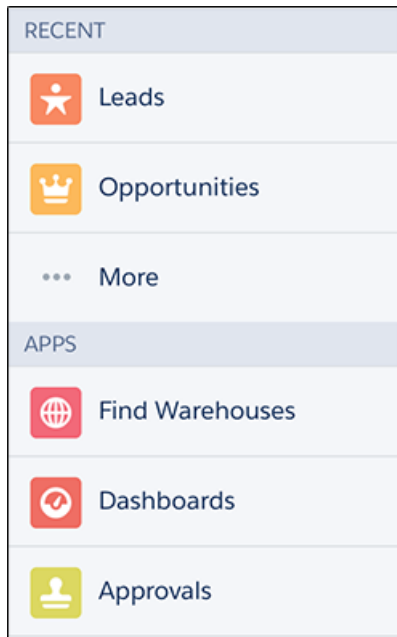 RECENT
Leads
Opportunities
More
APPS
Find Warehouses
Dashboards
Approvals